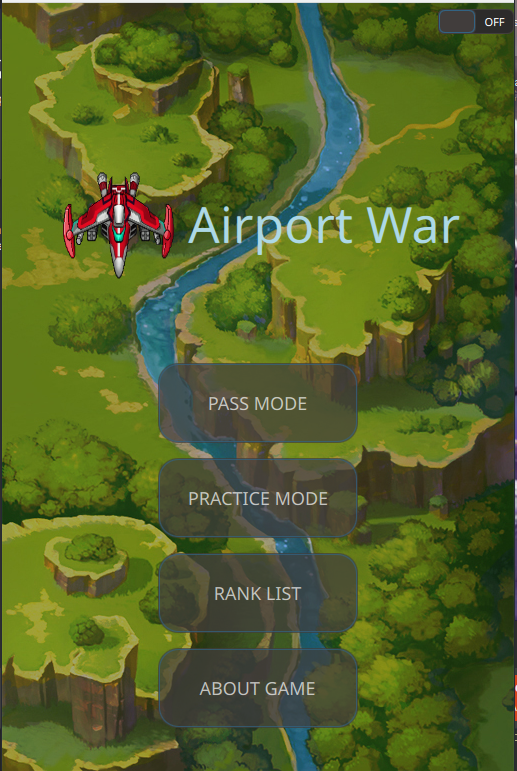 OFF
Airport War
PASS MODE
PRACTICE MODE
RANK LIST
ABOUT GAME